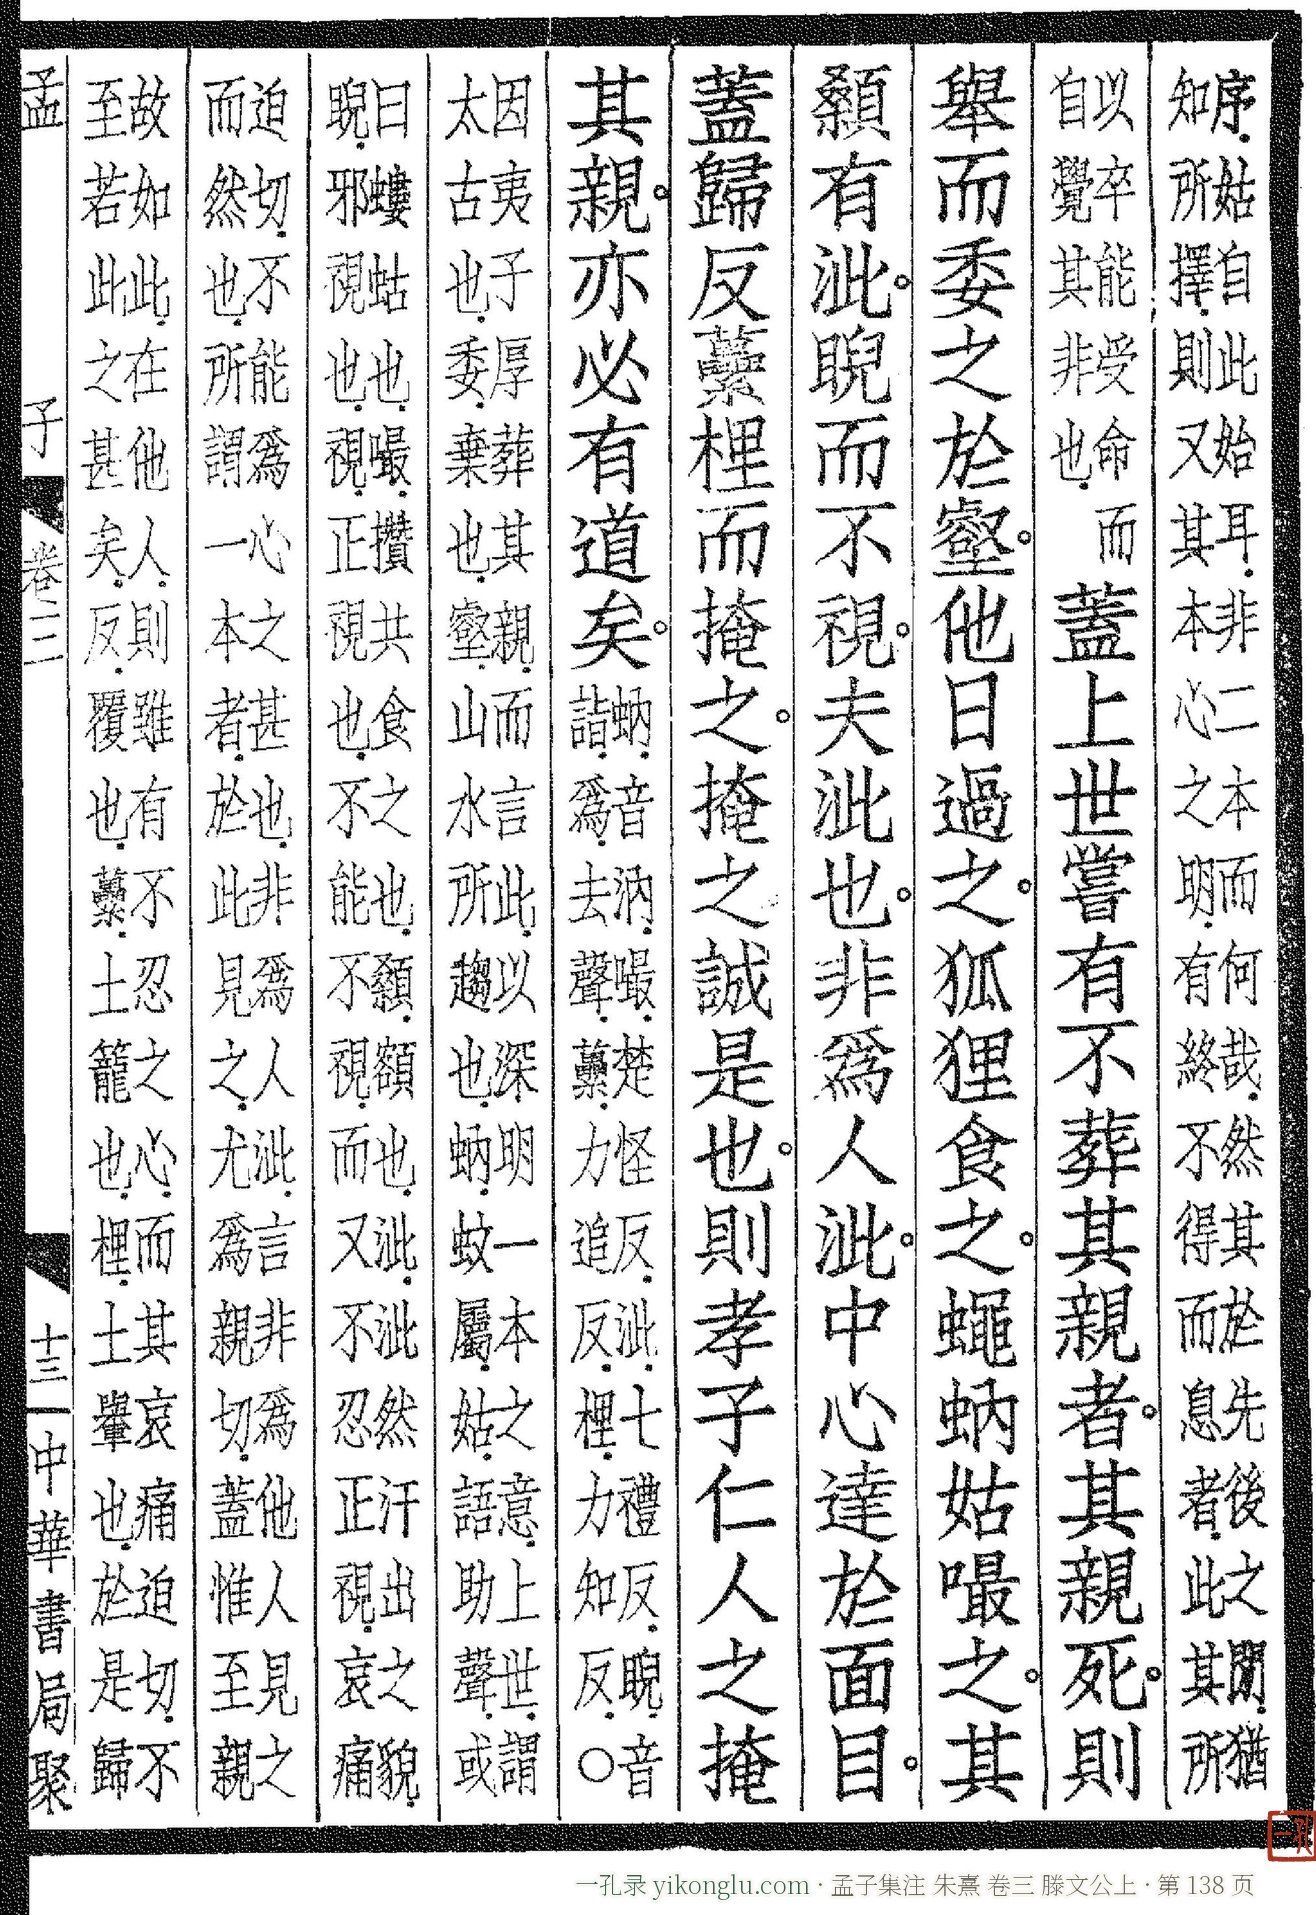 序。姑自此始耳。非二本而何哉。然其於先後之閒。猶
知所擇。則又其本心之明。有終不得而息者。此其所
以卒能受命而
自覺其非也。
蓋上世嘗有不葬其親者。其親死。則
舉而委之於壑。他日過之。狐狸食之。蠅蚋姑嘬之。其
顙有泚。睨而不視。夫泚也。非爲人泚。中心達於面目。
蓋歸反虆梩而掩之。掩之誠是也。則孝子仁人之掩
其親。亦必有道矣。
蚋。音汭。嘬。楚怪反。泚。七禮反。睨。音
詣。爲。去聲。虆。力追反。梩。力知反。○
因夷子厚葬其親。而言此。以深明一本之意。上世。謂
太古也。委。棄也。壑。山水所趨也。蚋。蚊屬。姑。語助聲。或
曰螻蛄也。嘬。攢共食之也。顙。額也。泚。泚然汗出之貌。
睨。邪視也。視。正視也。不能不視。而又不忍正視。哀痛
迫切。不能爲心之甚也。非爲人泚。言非爲他人見之
而然也。所謂一本者。於此見之。尤爲親切。蓋惟至親
故如此。在他人。則雖有不忍之心。而其哀痛迫切。不
至若此之甚矣。反。覆也。虆。土籠也。梩。土轝也。於是歸
孟子 卷三 十三 中華書局聚
一孔
一孔录 yikonglu.com · 孟子集注 朱熹 卷三 滕文公上 · 第 138 页